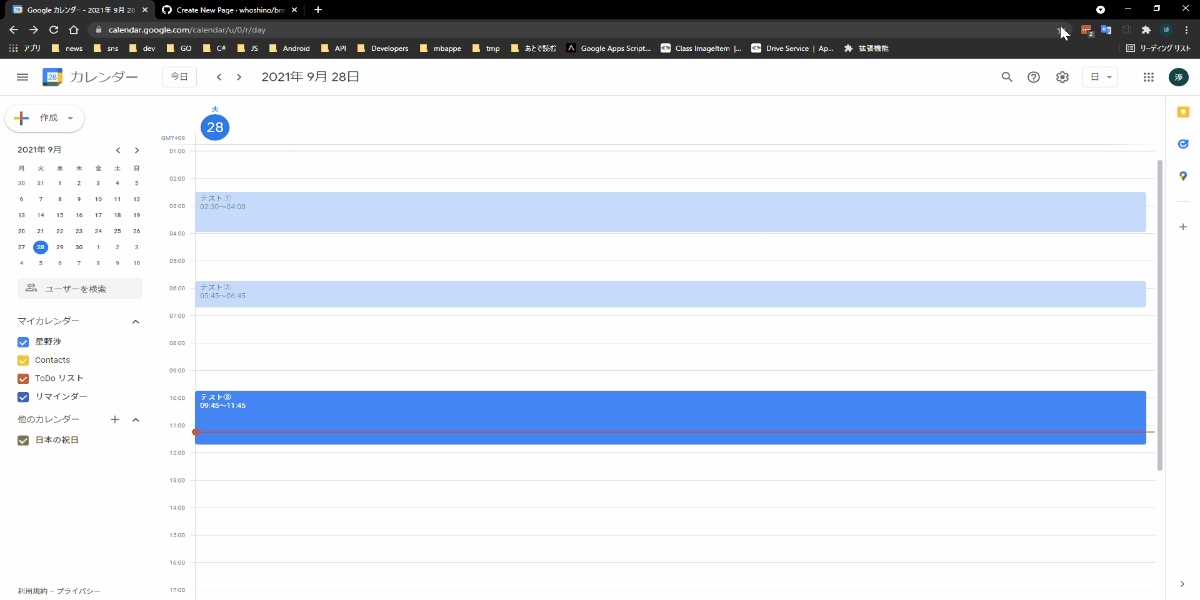 Google カレンダー - 2021年 9月 28
Create New Page · whoshino/bro
calendar.google.com/calendar/u/0/r/day
アプリ news sns dev GO C# JS Android API Developers mbappe tmp あとで読む Google Apps Script... Class ImageItem |... Drive Service | Ap... 拡張機能 リーディング リスト
カレンダー 今日 2021年 9月 28日 日 渉
作成
2021年 9月
月 火 水 木 金 土 日
30 31 1 2 3 4 5
6 7 8 9 10 11 12
13 14 15 16 17 18 19
20 21 22 23 24 25 26
27 28 29 30 1 2 3
4 5 6 7 8 9 10
ユーザーを検索
マイカレンダー
星野渉
Contacts
ToDo リスト
リマインダー
他のカレンダー
日本の祝日
利用規約 – プライバシー
火
28
GMT+09
01:00
02:00
テスト①
02:30～04:00
03:00
04:00
05:00
テスト②
05:45～06:45
06:00
07:00
08:00
09:00
テスト③
09:45～11:45
10:00
11:00
12:00
13:00
14:00
15:00
16:00
17:00